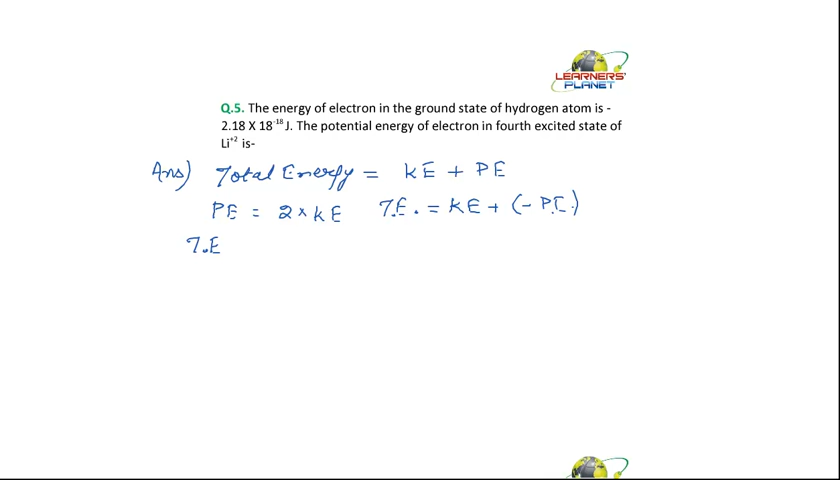 LEARNERS'
PLANET
Q.5. The energy of electron in the ground state of hydrogen atom is -
2.18 X 18⁻¹⁸ J. The potential energy of electron in fourth excited state of
Li⁺² is-
Ans) Total Energy = KE + PE
PE = 2 × KE T.E. = KE + (- P.E.)
T.E